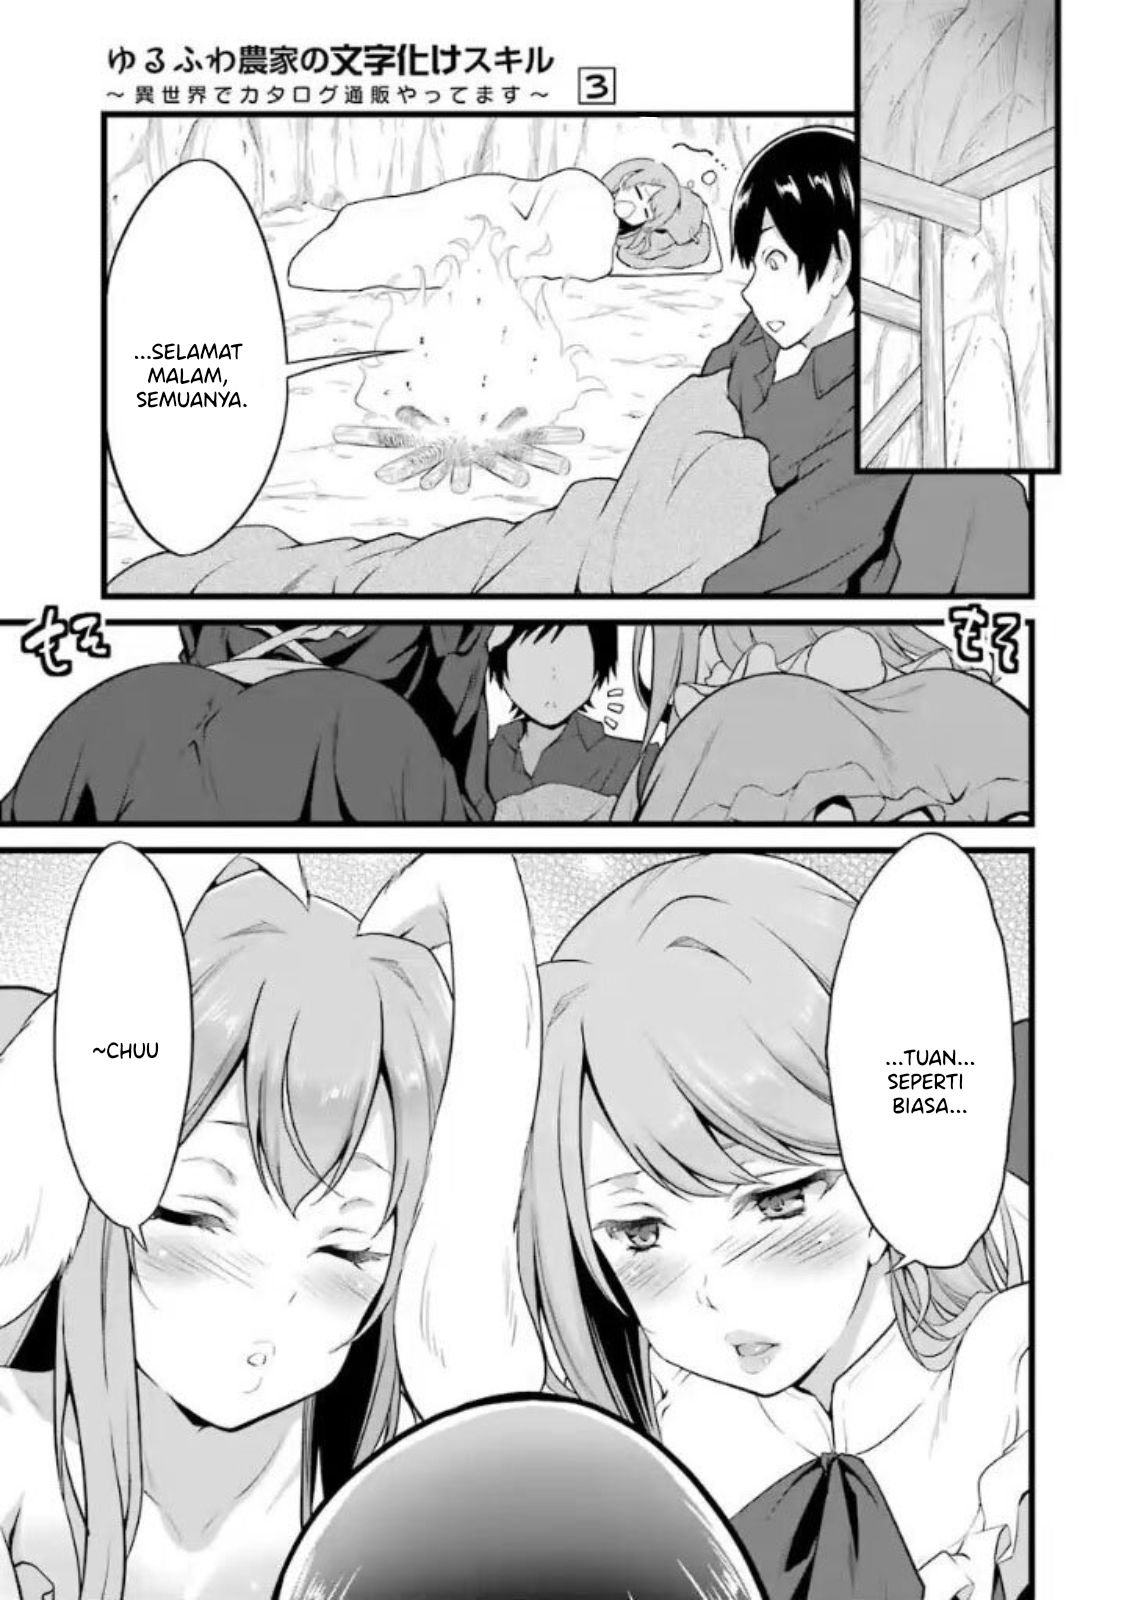 ゆるふわ農家の文字化けスキル
～異世界でカタログ通販やってます～
3
...SELAMAT
MALAM,
SEMUANYA.
もそ
もそ
...TUAN...
SEPERTI
BIASA...
~CHUU